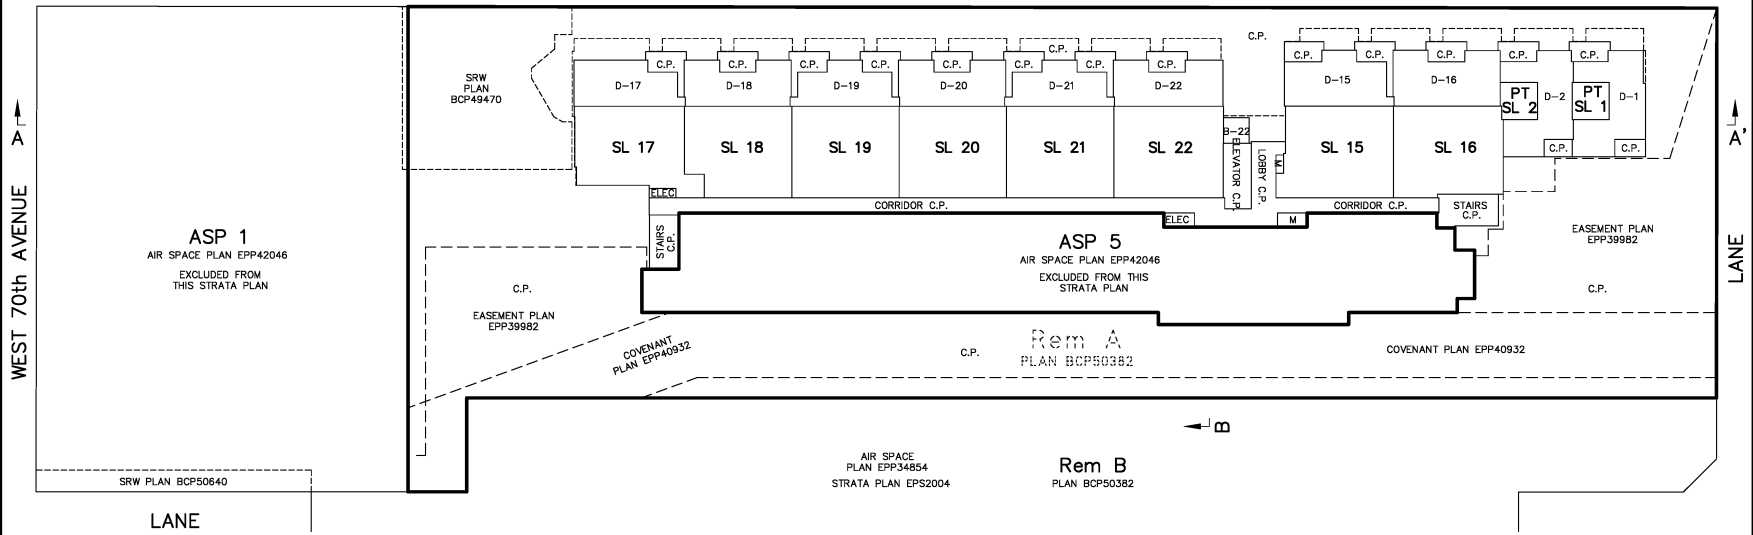 WEST 70th AVENUE
A
ASP 1
AIR SPACE PLAN EPP42046
EXCLUDED FROM
THIS STRATA PLAN
SRW PLAN BCP50640
LANE
SRW
PLAN
BCP49470
C.P.
C.P.
C.P.
C.P.
C.P.
C.P.
C.P.
C.P.
C.P.
C.P.
C.P.
C.P.
C.P.
D-17
D-18
D-19
D-20
D-21
D-22
D-15
D-16
PT
SL 2
D-2
PT
SL 1
D-1
C.P.
C.P.
SL 17
SL 18
SL 19
SL 20
SL 21
SL 22
B-22
ELEVATOR C.P.
LOBBY C.P.
M
SL 15
SL 16
ELEC
CORRIDOR C.P.
CORRIDOR C.P.
STAIRS
C.P.
STAIRS
C.P.
ELEC
M
ASP 5
AIR SPACE PLAN EPP42046
EXCLUDED FROM THIS
STRATA PLAN
EASEMENT PLAN
EPP39982
C.P.
C.P.
EASEMENT PLAN
EPP39982
COVENANT
PLAN EPP40932
C.P.
Rem A
PLAN BCP50382
COVENANT PLAN EPP40932
B
AIR SPACE
PLAN EPP34854
STRATA PLAN EPS2004
Rem B
PLAN BCP50382
A'
LANE